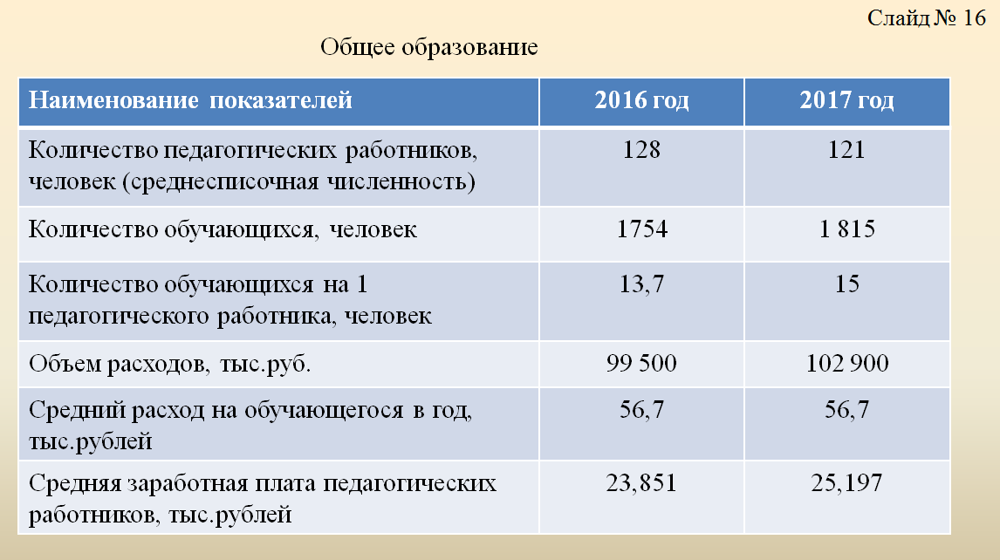 Слайд № 16
Общее образование
Наименование показателей 2016 год 2017 год
Количество педагогических работников, 128 121
человек (среднесписочная численность)
Количество обучающихся, человек 1754 1 815
Количество обучающихся на 1 13,7 15
педагогического работника, человек
Объем расходов, тыс.руб. 99 500 102 900
Средний расход на обучающегося в год, 56,7 56,7
тыс.рублей
Средняя заработная плата педагогических 23,851 25,197
работников, тыс.рублей